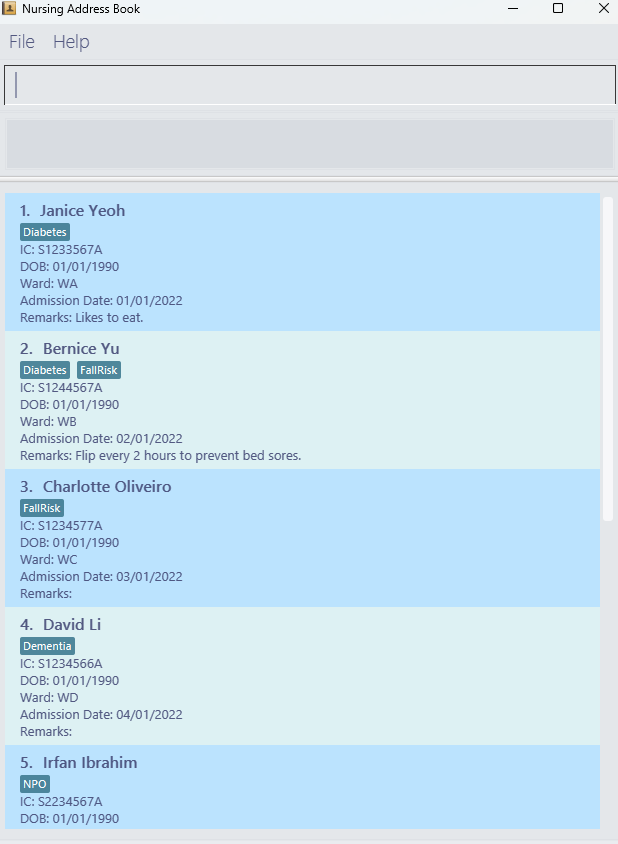 Nursing Address Book
File Help
1. Janice Yeoh
Diabetes
IC: S1233567A
DOB: 01/01/1990
Ward: WA
Admission Date: 01/01/2022
Remarks: Likes to eat.
2. Bernice Yu
Diabetes FallRisk
IC: S1244567A
DOB: 01/01/1990
Ward: WB
Admission Date: 02/01/2022
Remarks: Flip every 2 hours to prevent bed sores.
3. Charlotte Oliveiro
FallRisk
IC: S1234577A
DOB: 01/01/1990
Ward: WC
Admission Date: 03/01/2022
Remarks:
4. David Li
Dementia
IC: S1234566A
DOB: 01/01/1990
Ward: WD
Admission Date: 04/01/2022
Remarks:
5. Irfan Ibrahim
NPO
IC: S2234567A
DOB: 01/01/1990